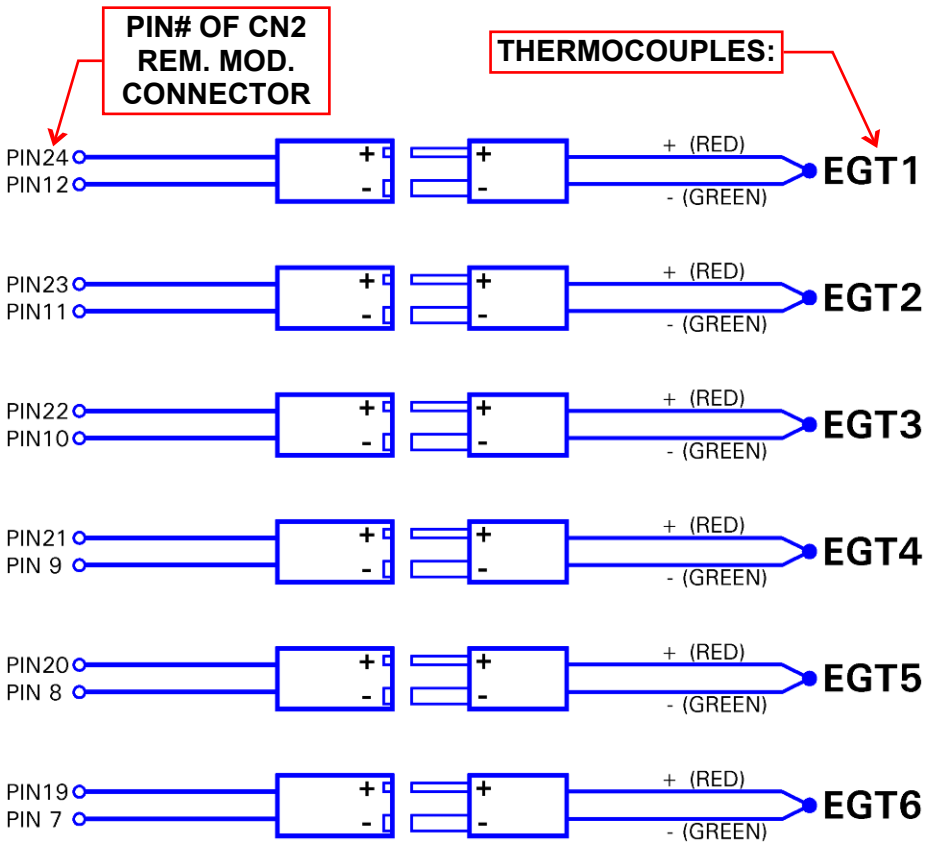 PIN# OF CN2
REM. MOD.
CONNECTOR
THERMOCOUPLES:
PIN24 + + + (RED) EGT1
PIN12 - - - (GREEN)
PIN23 + + + (RED) EGT2
PIN11 - - - (GREEN)
PIN22 + + + (RED) EGT3
PIN10 - - - (GREEN)
PIN21 + + + (RED) EGT4
PIN 9 - - - (GREEN)
PIN20 + + + (RED) EGT5
PIN 8 - - - (GREEN)
PIN19 + + + (RED) EGT6
PIN 7 - - - (GREEN)